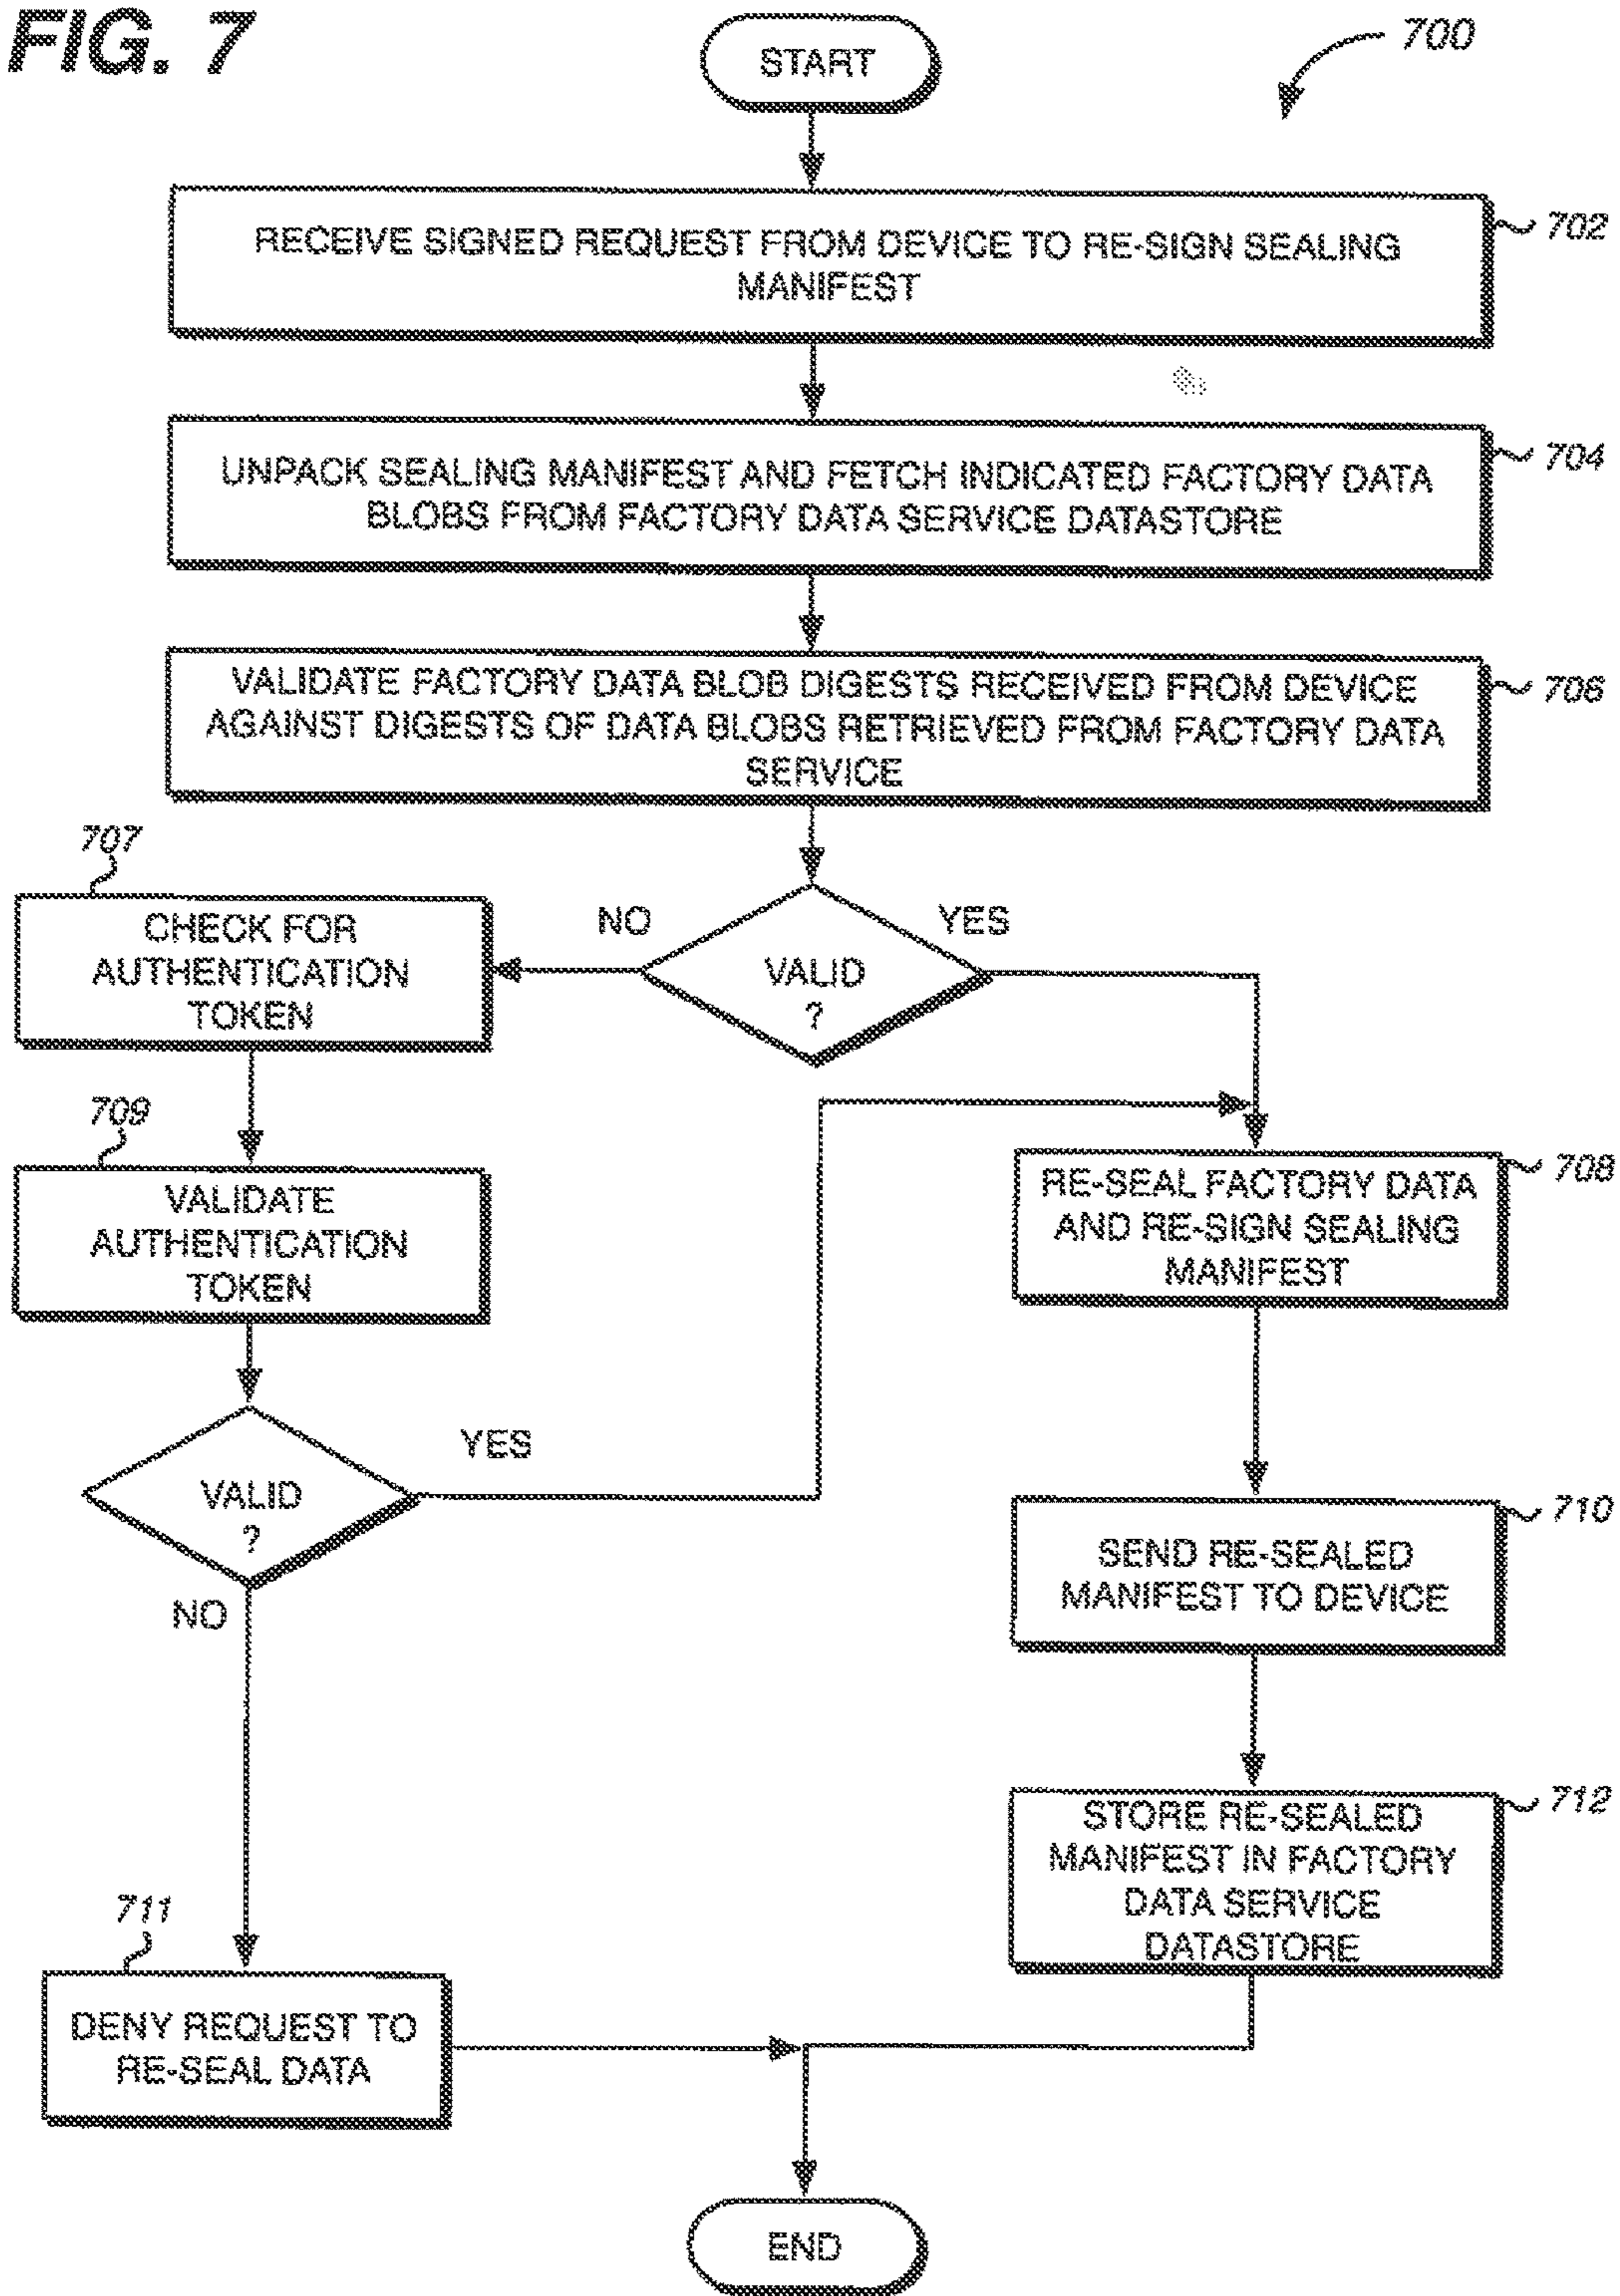 FIG. 7
700
START
RECEIVE SIGNED REQUEST FROM DEVICE TO RE-SIGN SEALING
MANIFEST
702
UNPACK SEALING MANIFEST AND FETCH INDICATED FACTORY DATA
BLOBS FROM FACTORY DATA SERVICE DATASTORE
704
VALIDATE FACTORY DATA BLOB DIGESTS RECEIVED FROM DEVICE
AGAINST DIGESTS OF DATA BLOBS RETRIEVED FROM FACTORY DATA
SERVICE
706
707
CHECK FOR
AUTHENTICATION
TOKEN
NO
VALID
?
YES
709
VALIDATE
AUTHENTICATION
TOKEN
RE-SEAL FACTORY DATA
AND RE-SIGN SEALING
MANIFEST
708
VALID
?
YES
NO
SEND RE-SEALED
MANIFEST TO DEVICE
710
STORE RE-SEALED
MANIFEST IN FACTORY
DATA SERVICE
DATASTORE
712
711
DENY REQUEST TO
RE-SEAL DATA
END